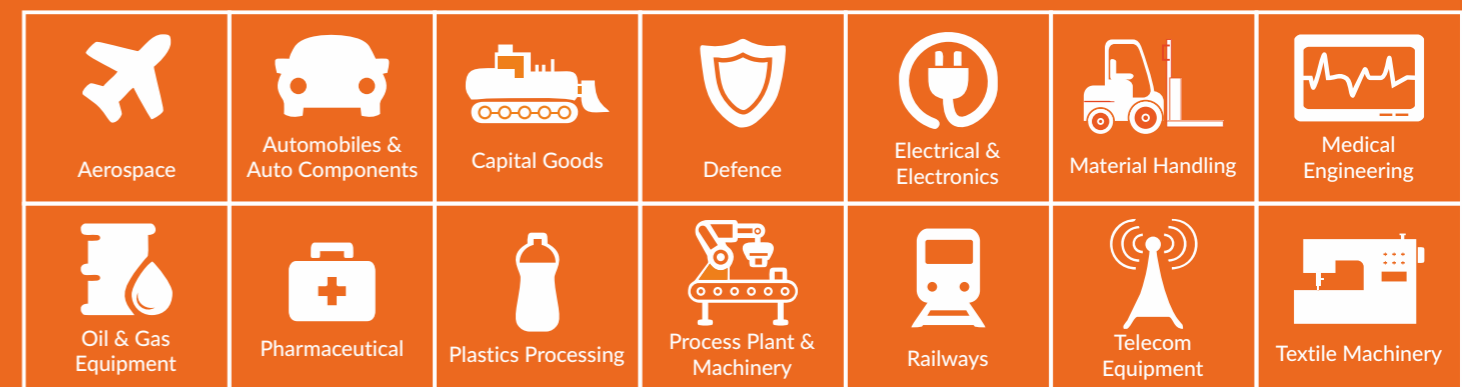 Aerospace
Automobiles &
Auto Components
Capital Goods
Defence
Electrical &
Electronics
Material Handling
Medical
Engineering
Oil & Gas
Equipment
Pharmaceutical
Plastics Processing
Process Plant &
Machinery
Railways
Telecom
Equipment
Textile Machinery